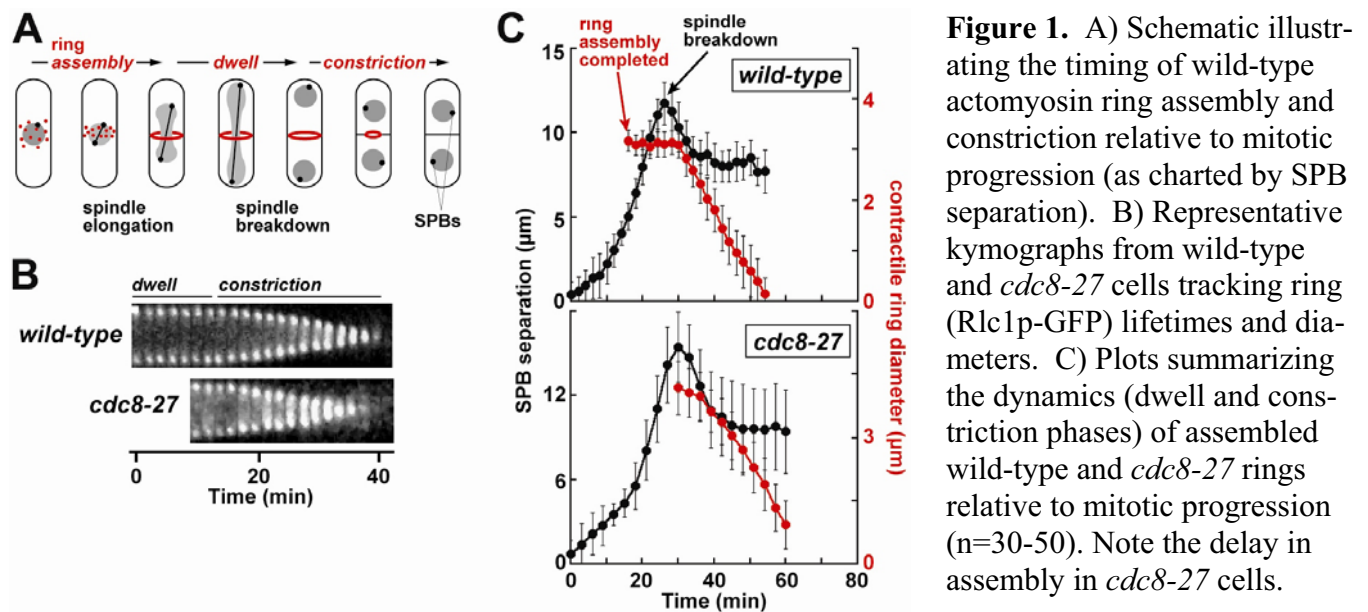 A
ring
assembly
dwell
constriction
spindle
elongation
spindle
breakdown
SPBs
B
dwell
constriction
wild-type
cdc8-27
0
20
40
Time (min)
C
ring
assembly
completed
spindle
breakdown
wild-type
15
10
5
0
4
3
2
1
0
cdc8-27
12
6
0
3
0
SPB separation (µm)
contractile ring diameter (µm)
0
20
40
60
80
Time (min)
Figure 1. A) Schematic illustr-
ating the timing of wild-type
actomyosin ring assembly and
constriction relative to mitotic
progression (as charted by SPB
separation). B) Representative
kymographs from wild-type
and cdc8-27 cells tracking ring
(Rlc1p-GFP) lifetimes and dia-
meters. C) Plots summarizing
the dynamics (dwell and cons-
triction phases) of assembled
wild-type and cdc8-27 rings
relative to mitotic progression
(n=30-50). Note the delay in
assembly in cdc8-27 cells.